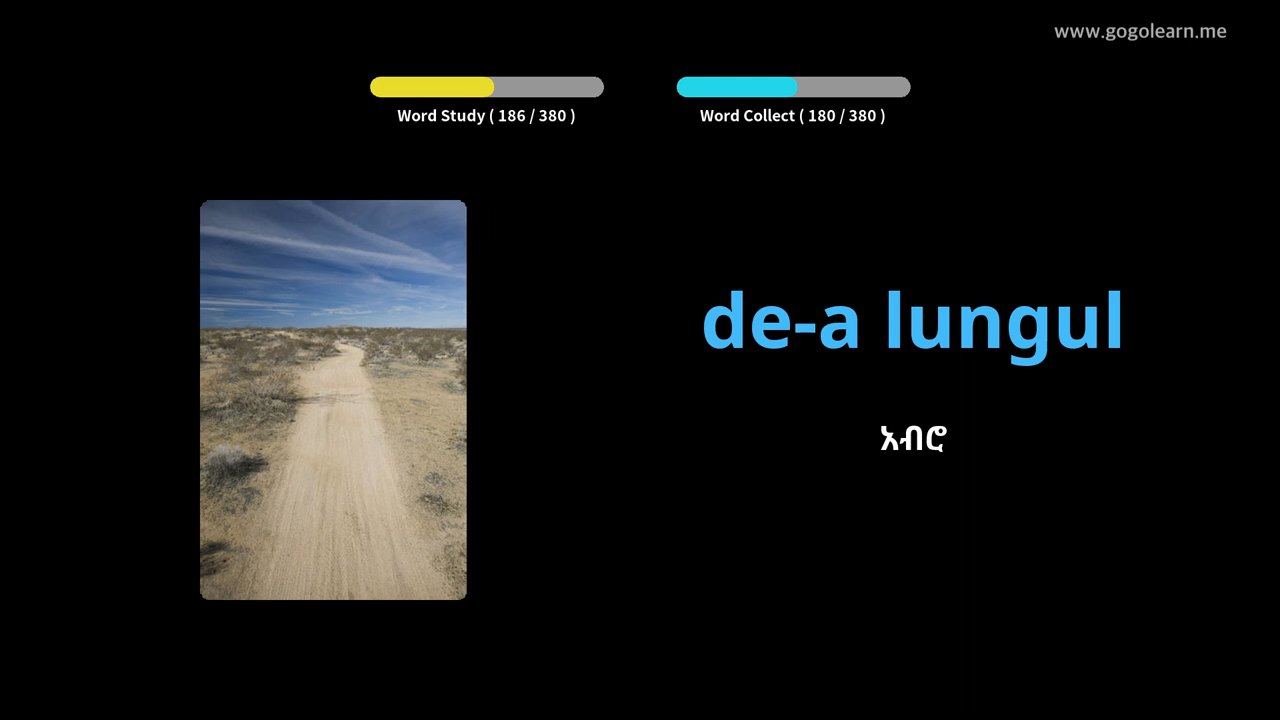 www.gogolearn.me
Word Study ( 186 / 380 )
Word Collect ( 180 / 380 )
de-a lungul
አብሮ